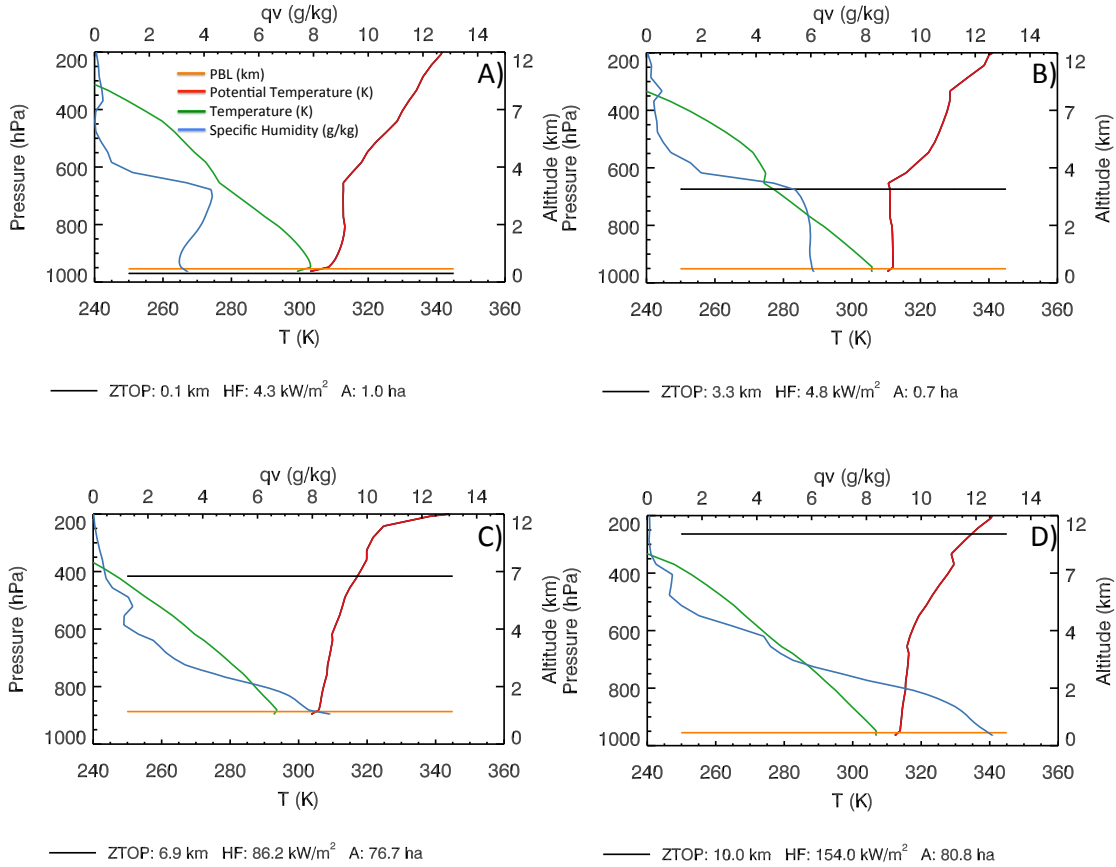 qv (g/kg)
0 2 4 6 8 10 12 14
200
400
600
800
1000
Pressure (hPa)
PBL (km)
Potential Temperature (K)
Temperature (K)
Specific Humidity (g/kg)
A)
12
7
4
2
0
Altitude (km)
240 260 280 300 320 340 360
T (K)
ZTOP: 0.1 km HF: 4.3 kW/m² A: 1.0 ha
qv (g/kg)
0 2 4 6 8 10 12 14
200
400
600
800
1000
Pressure (hPa)
B)
12
7
4
2
0
Altitude (km)
240 260 280 300 320 340 360
T (K)
ZTOP: 3.3 km HF: 4.8 kW/m² A: 0.7 ha
qv (g/kg)
0 2 4 6 8 10 12 14
200
400
600
800
1000
Pressure (hPa)
C)
12
7
4
2
0
Altitude (km)
240 260 280 300 320 340 360
T (K)
ZTOP: 6.9 km HF: 86.2 kW/m² A: 76.7 ha
qv (g/kg)
0 2 4 6 8 10 12 14
200
400
600
800
1000
Pressure (hPa)
D)
12
7
4
2
0
Altitude (km)
240 260 280 300 320 340 360
T (K)
ZTOP: 10.0 km HF: 154.0 kW/m² A: 80.8 ha